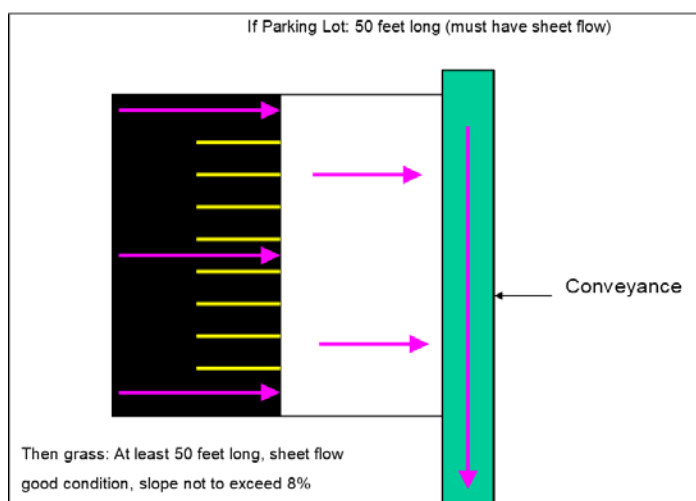 If Parking Lot: 50 feet long (must have sheet flow)
Conveyance
Then grass: At least 50 feet long, sheet flow
good condition, slope not to exceed 8%